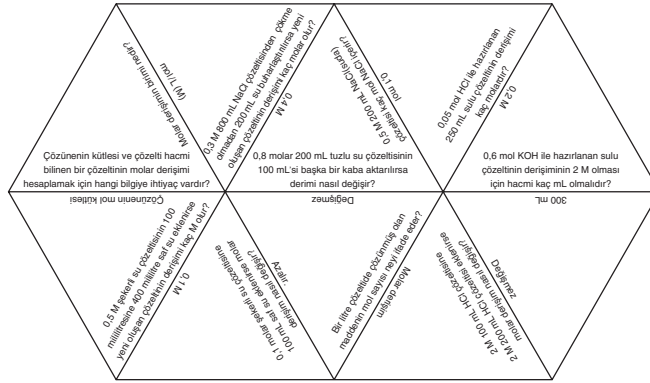 Molar derişimin birimi nedir?
mol/L (M)
0,3 M 800 mL NaCl çözeltisinden çökme
olmadan 200 mL su buharlaştırılırsa yeni
oluşan çözeltinin derişimi kaç molar olur?
0,4 M
0,1 mol
0,5 M 200 mL NaCl(suda)
çözeltisi kaç mol NaCl içerir?
0,05 mol HCl ile hazırlanan
250 mL sulu çözeltinin derişimi
kaç molardır?
0,2 M
Çözünenin kütlesi ve çözelti hacmi
bilinen bir çözeltinin molar derişimi
hesaplamak için hangi bilgiye ihtiyaç vardır?
0,8 molar 200 mL tuzlu su çözeltisinin
100 mL'si başka bir kaba aktarılırsa
derimi nasıl değişir?
0,6 mol KOH ile hazırlanan sulu
çözeltinin derişiminin 2 M olması
için hacmi kaç mL olmalıdır?
Çözünenin mol kütlesi
Değişmez
300 mL
0,5 M şekerli su çözeltisinin 100
mililitresine 400 mililitre saf su eklenirse
yeni oluşan çözeltinin derişimi kaç M olur?
0,1 M
0,1 molar şekerli su çözeltisine
100 mL saf su eklenirse molar
derişim nasıl değişir?
Azalır.
Bir litre çözeltide çözünmüş olan
maddenin mol sayısı neyi ifade eder?
Molar derişim
2 M 100 mL HCl çözeltisine
2 M 200 mL HCl çözeltisi eklenirse
molar derişim nasıl değişir?
Değişmez